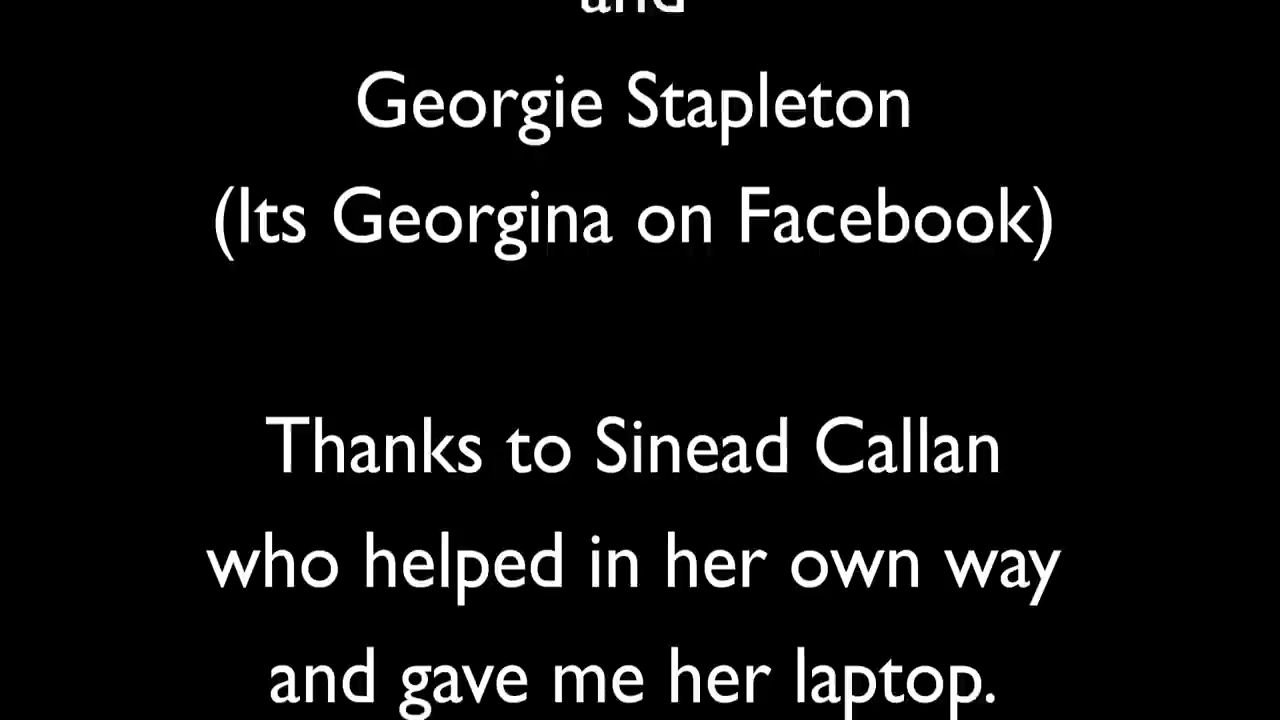 and
Georgie Stapleton
(Its Georgina on Facebook)
Thanks to Sinead Callan
who helped in her own way
and gave me her laptop.